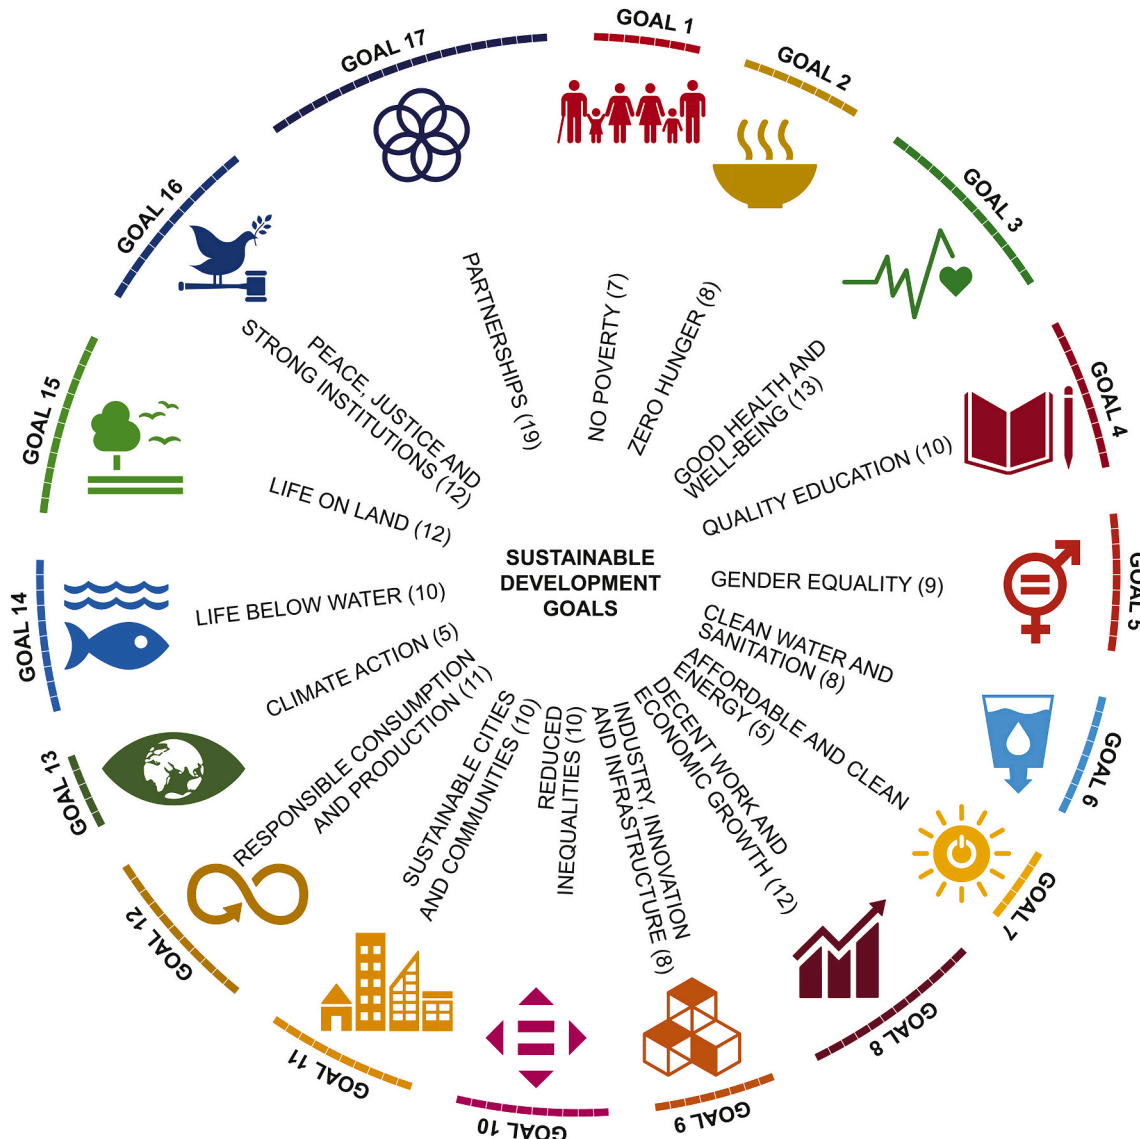 GOAL 1
GOAL 2
GOAL 3
GOAL 4
GOAL 5
GOAL 6
GOAL 7
GOAL 8
GOAL 9
GOAL 10
GOAL 11
GOAL 12
GOAL 13
GOAL 14
GOAL 15
GOAL 16
GOAL 17
NO POVERTY (7)
ZERO HUNGER (8)
GOOD HEALTH AND
WELL-BEING (13)
QUALITY EDUCATION (10)
GENDER EQUALITY (9)
CLEAN WATER AND
SANITATION (8)
AFFORDABLE AND CLEAN
ENERGY (5)
DECENT WORK AND
ECONOMIC GROWTH (12)
INDUSTRY, INNOVATION
AND INFRASTRUCTURE (8)
REDUCED
INEQUALITIES (10)
SUSTAINABLE CITIES
AND COMMUNITIES (10)
RESPONSIBLE CONSUMPTION
AND PRODUCTION (11)
CLIMATE ACTION (5)
LIFE BELOW WATER (10)
LIFE ON LAND (12)
PEACE, JUSTICE AND
STRONG INSTITUTIONS (12)
PARTNERSHIPS (19)
SUSTAINABLE
DEVELOPMENT
GOALS